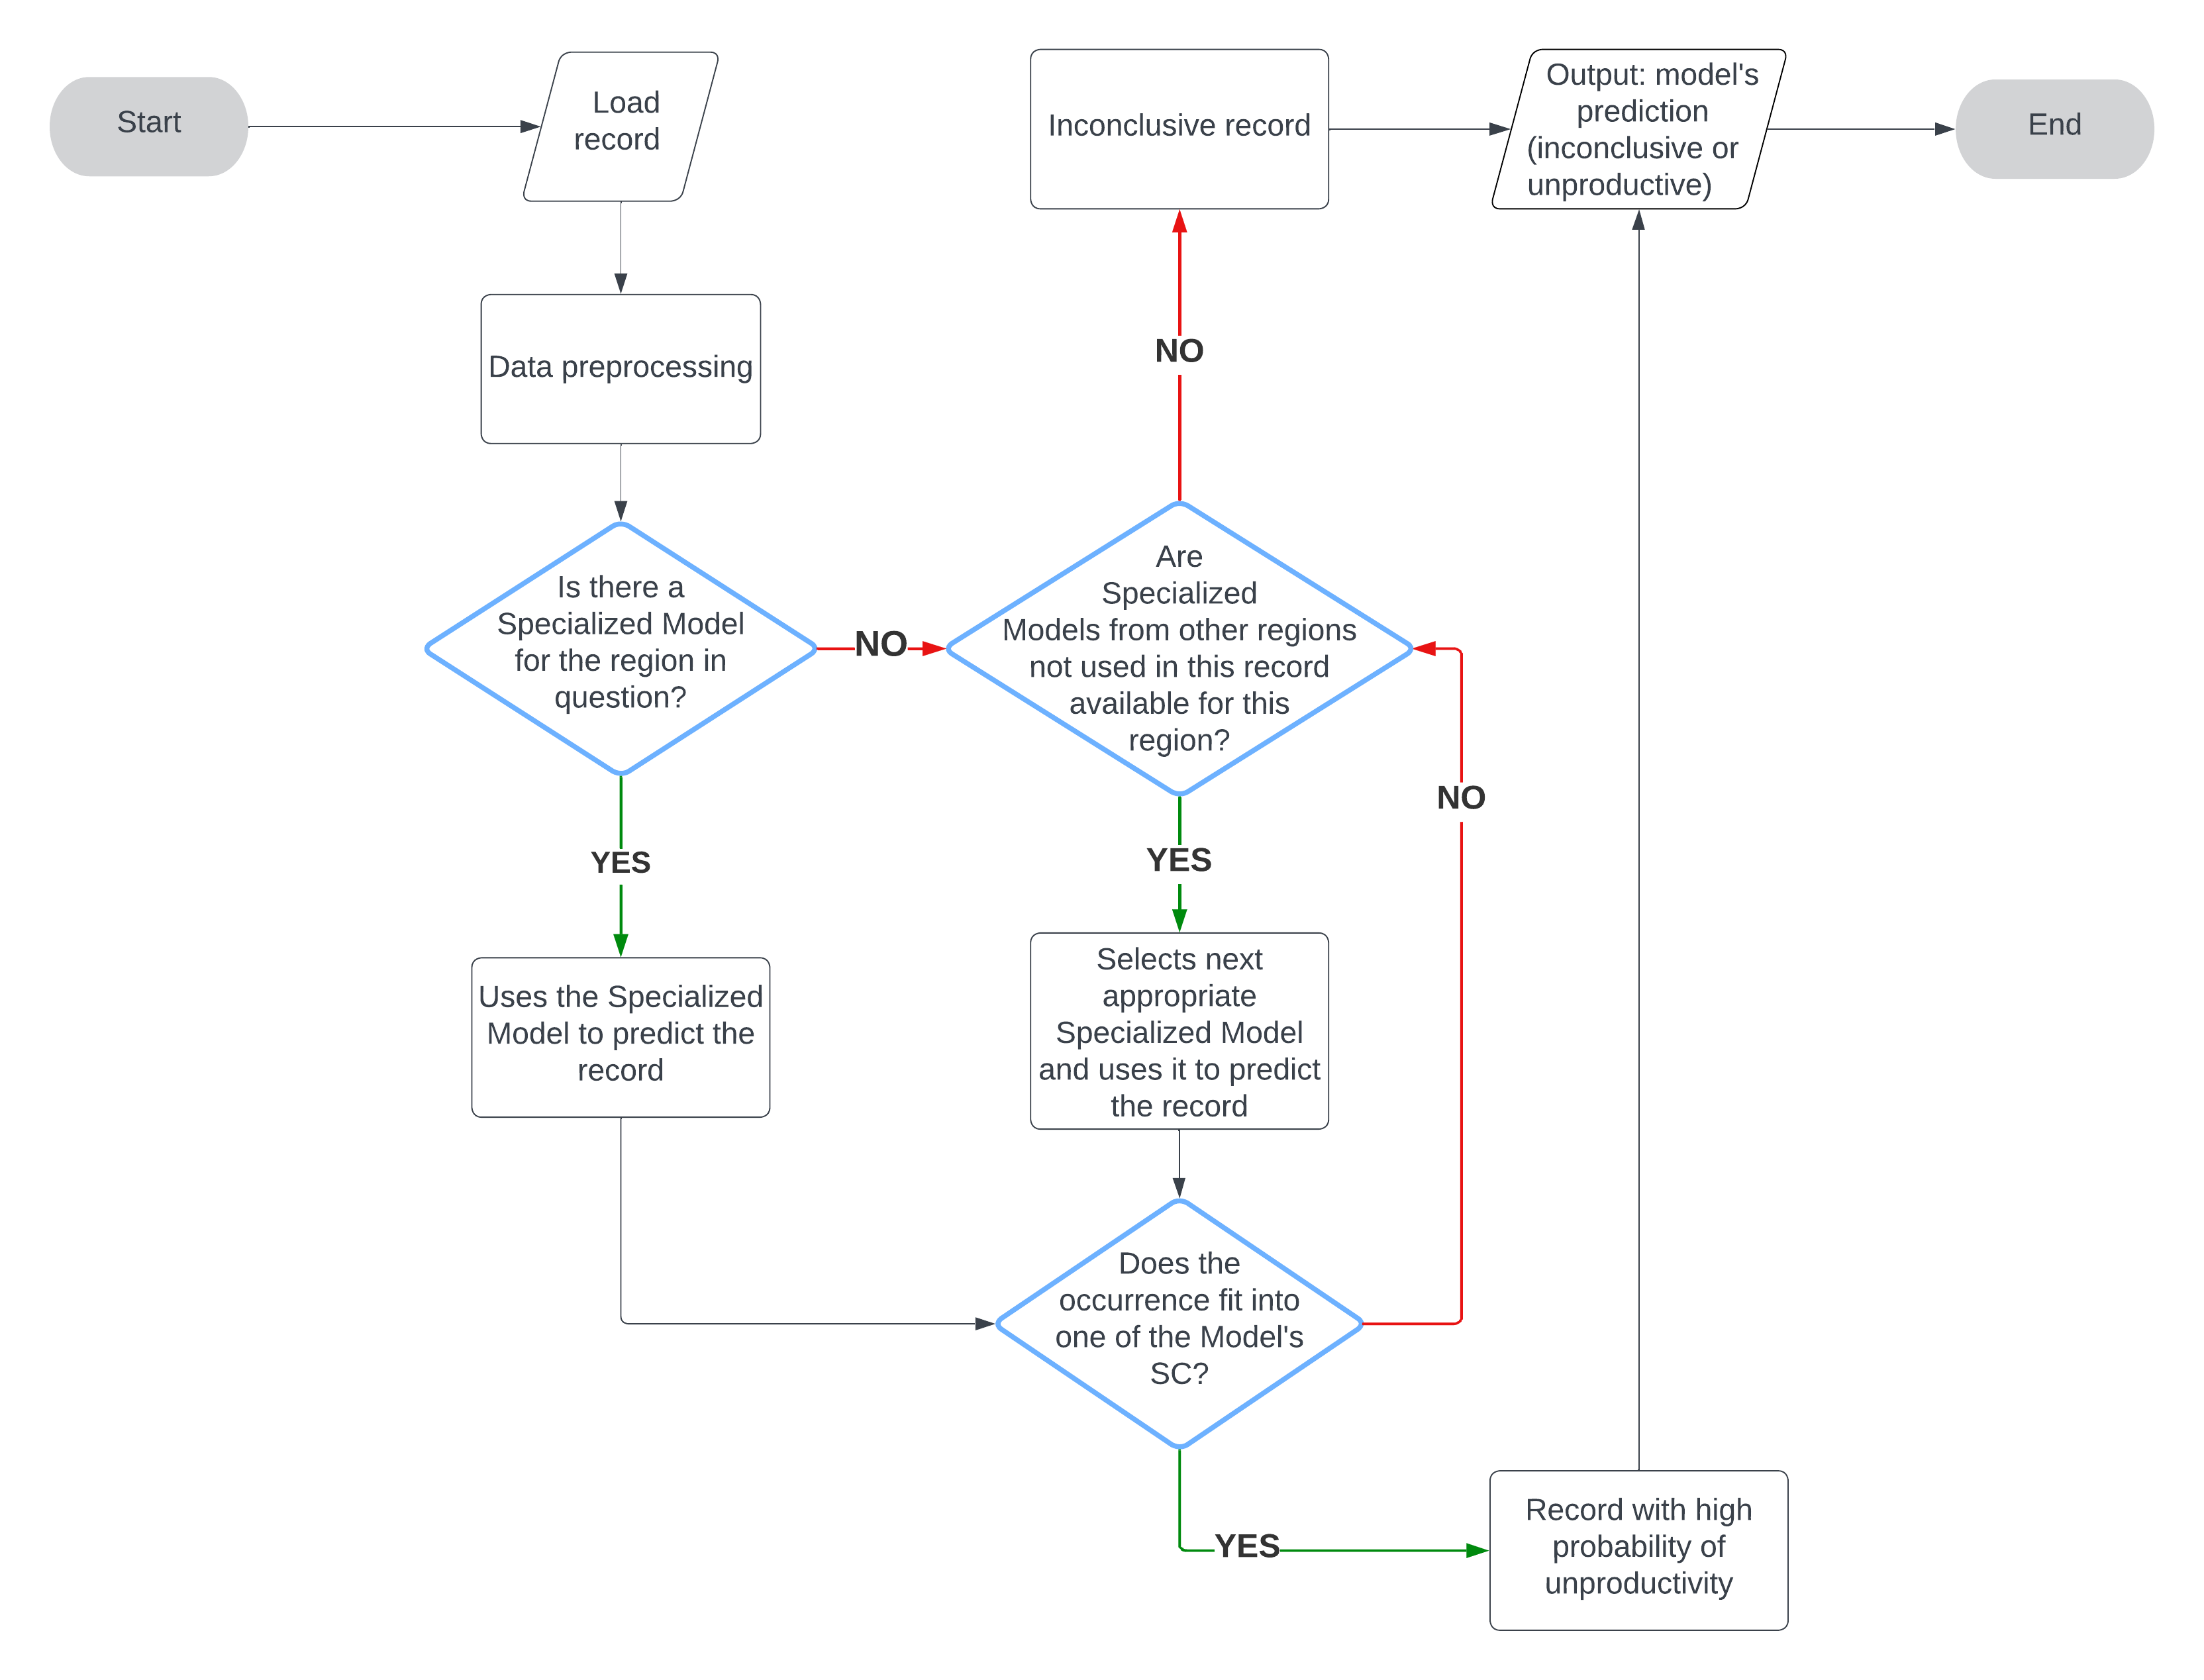 Start
Load
record
Inconclusive record
Output: model's
prediction
(inconclusive or
unproductive)
End
Data preprocessing
NO
Is there a
Specialized Model
for the region in
question?
NO
Are
Specialized
Models from other regions
not used in this record
available for this
region?
NO
YES
YES
Uses the Specialized
Model to predict the
record
Selects next
appropriate
Specialized Model
and uses it to predict
the record
Does the
occurrence fit into
one of the Model's
SC?
YES
Record with high
probability of
unproductivity